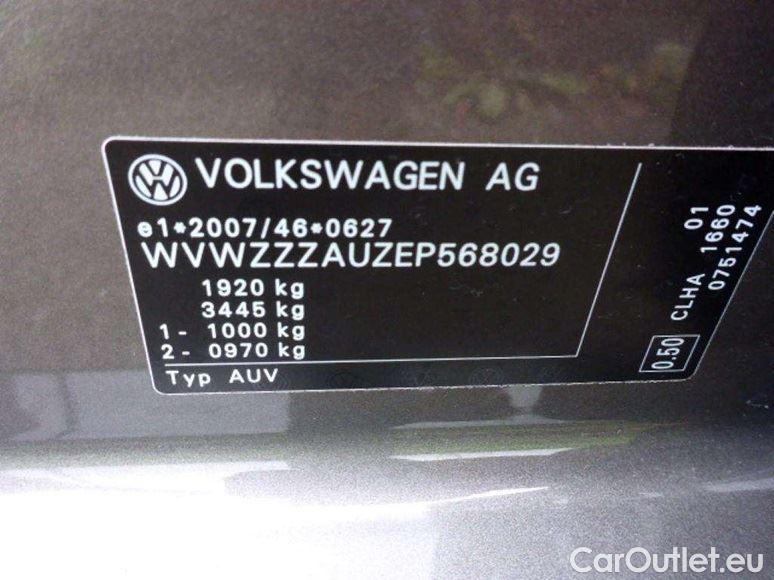 VOLKSWAGEN AG
e1*2007/46*0627
WVWZZZAUZEP568029
1920 kg
3445 kg
1 - 1000 kg
2 - 0970 kg
Typ AUV
01
CLHA 1660
0.50 0751474
CarOutlet.eu